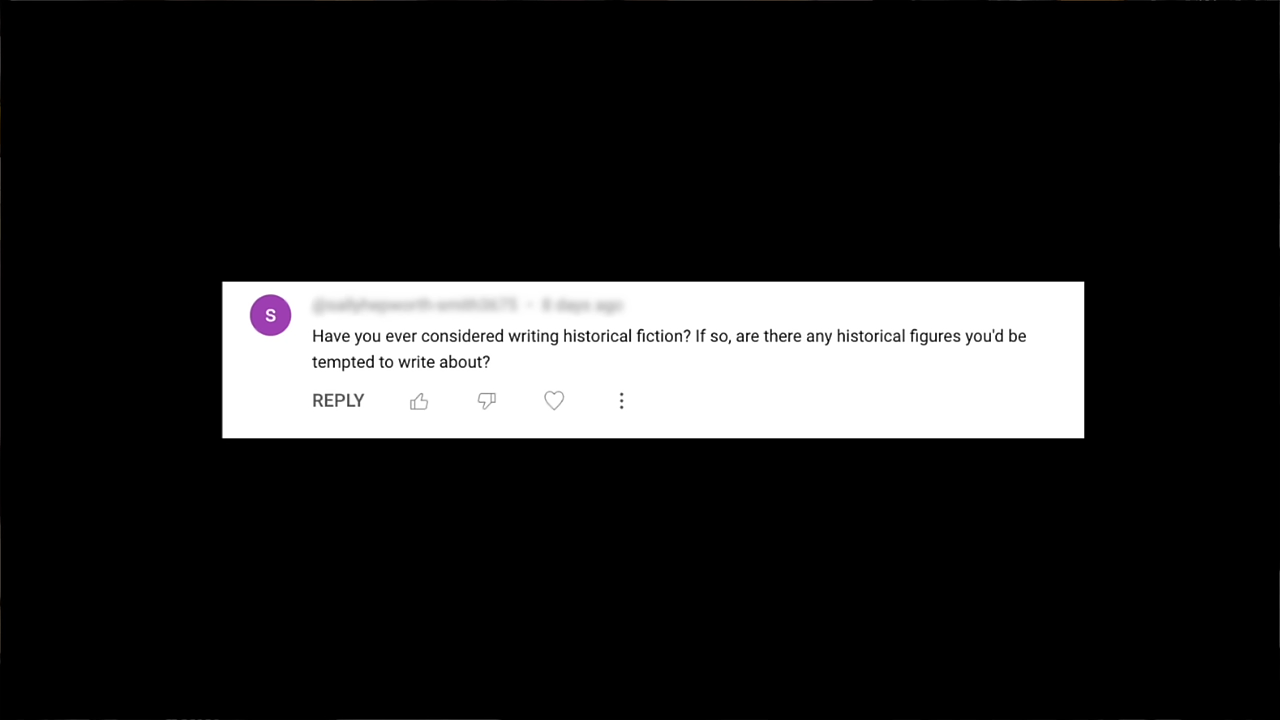 S
Have you ever considered writing historical fiction? If so, are there any historical figures you'd be
tempted to write about?
REPLY